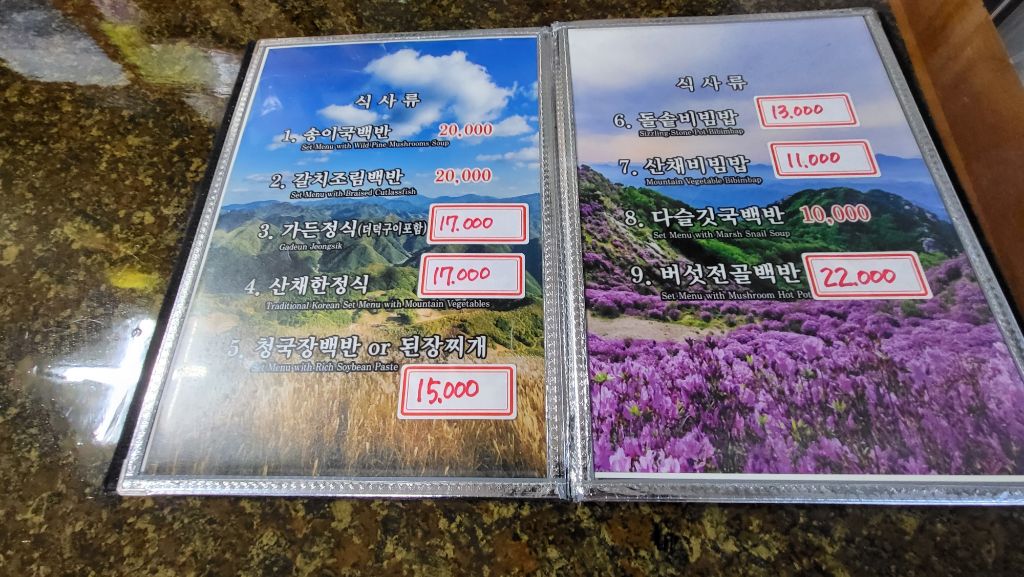 식사류
1. 송이국백반 20,000
Set Menu with Wild Pine Mushrooms Soup
2. 갈치조림백반 20,000
Set Menu with Braised Cutlassfish
3. 가든정식(더덕구이포함) 17.000
Gadeun Jeongsik
4. 산채한정식 17.000
Traditional Korean Set Menu with Mountain Vegetables
5. 청국장백반 or 된장찌개
Set Menu with Rich Soybean Paste
15.000
식사류
6. 돌솥비빔밥 13.000
Sizzling Stone Pot Bibimbap
7. 산채비빔밥 11.000
Mountain Vegetable Bibimbap
8. 다슬깃국백반 10,000
Set Menu with Marsh Snail Soup
9. 버섯전골백반 22.000
Set Menu with Mushroom Hot Pot